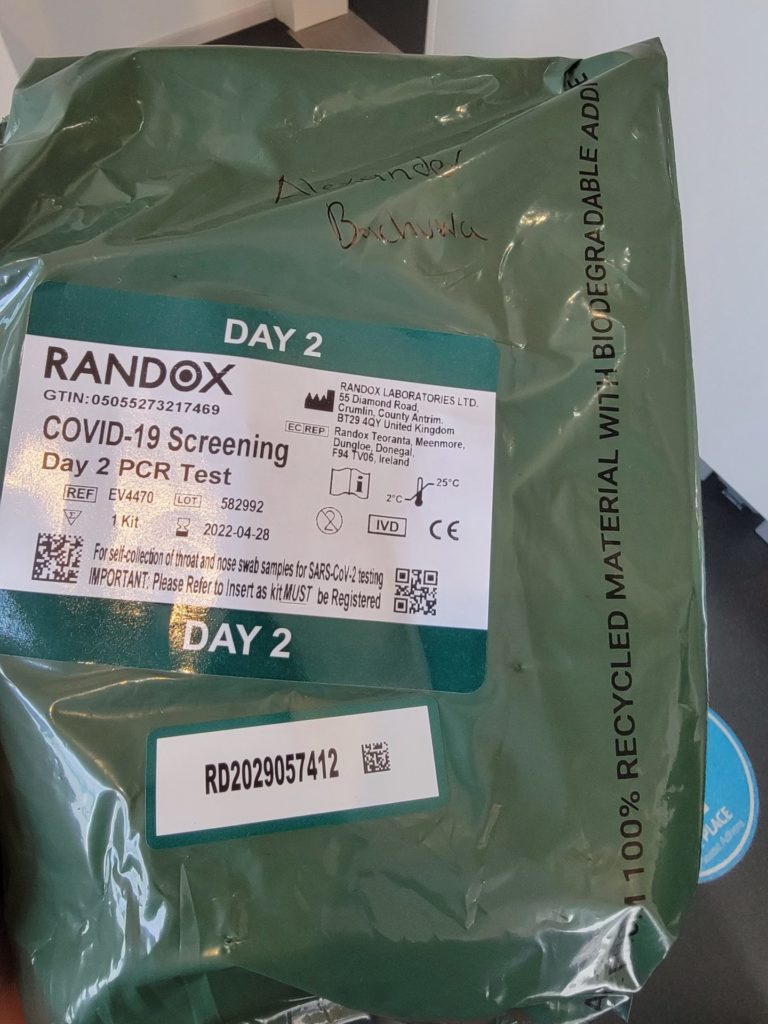 Alexander
Bachuwa
DAY 2
RANDOX
GTIN:05055273217469
COVID-19 Screening
Day 2 PCR Test
REF EV4470 LOT 582992
1 Kit 2022-04-28
RANDOX LABORATORIES LTD.
55 Diamond Road,
Crumlin, County Antrim.
BT29 4QY United Kingdom
EC REP Randox Teoranta, Meenmore,
Dungloe, Donegal,
F94 TV06, Ireland
i
2°C 25°C
2 IVD CE
For self-collection of throat and nose swab samples for SARS-CoV-2 testing
IMPORTANT: Please Refer to Insert as kit MUST be Registered
DAY 2
RD2029057412
100% RECYCLED MATERIAL WITH BIODEGRADABLE
PLACE